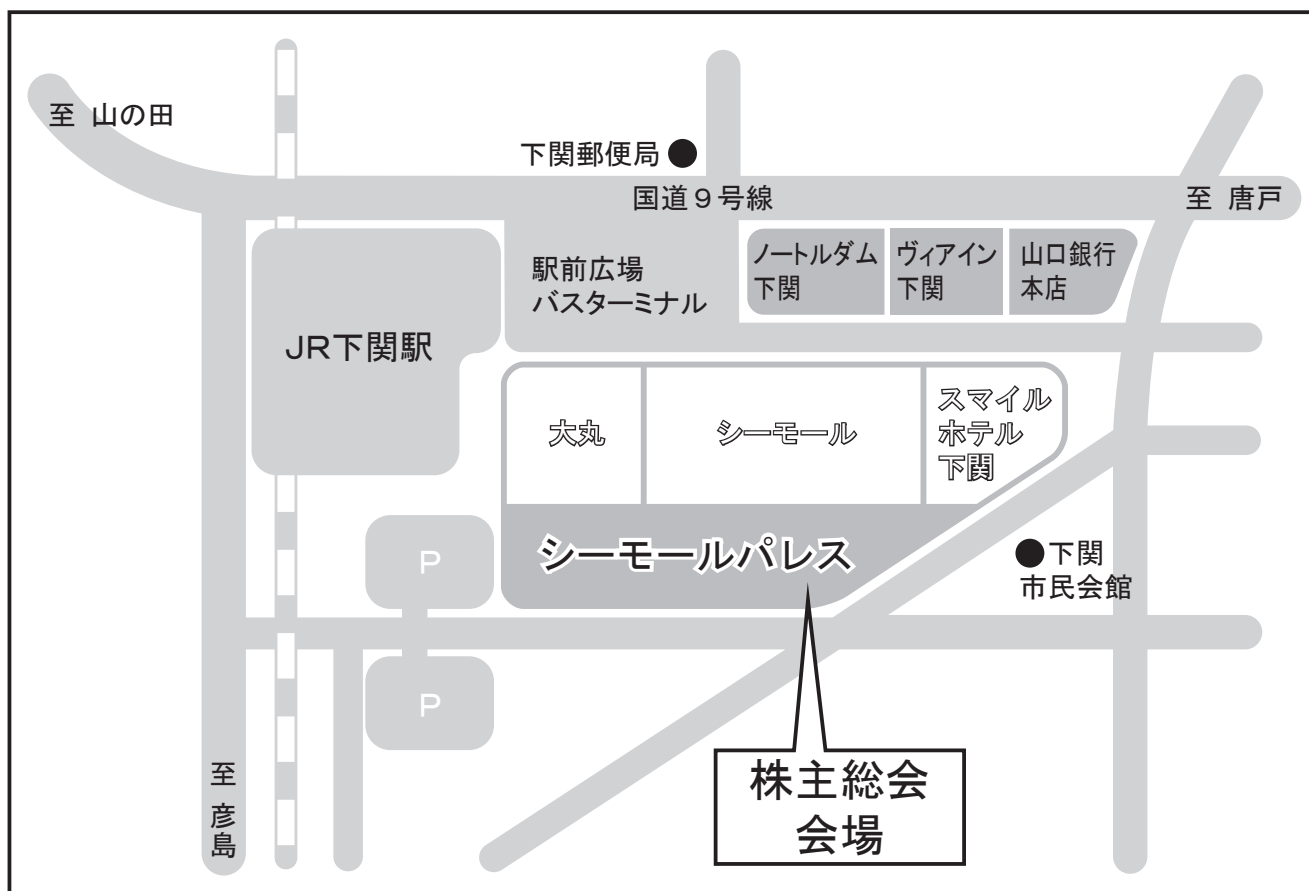 至 山の田
下関郵便局
国道9号線
至 唐戸
駅前広場
バスターミナル
ノートルダム
下関
ヴィアイン
下関
山口銀行
本店
JR下関駅
大丸
シーモール
スマイル
ホテル
下関
シーモールパレス
下関
市民会館
P
P
株主総会
会場
至 彦島